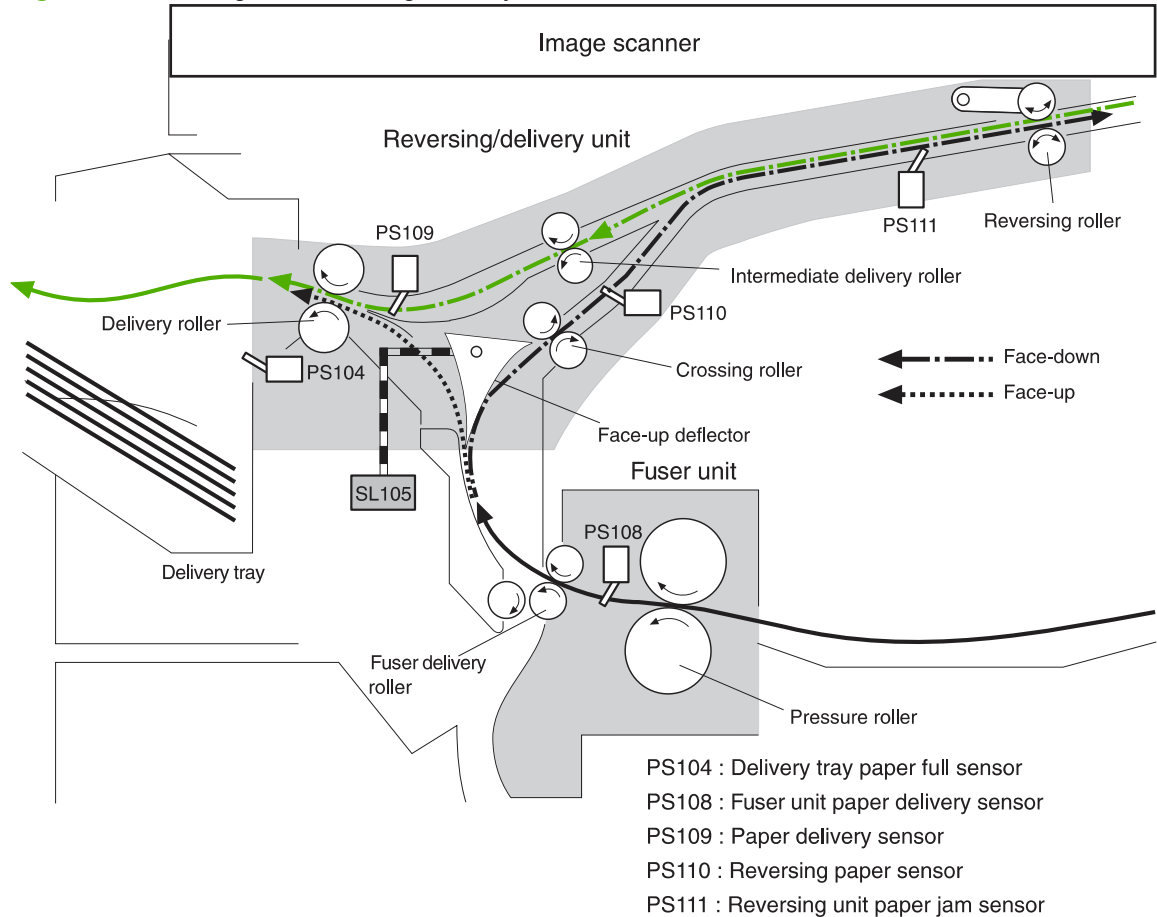 Image scanner
Reversing/delivery unit
PS109
PS111
Reversing roller
Intermediate delivery roller
PS110
Delivery roller
PS104
Crossing roller
Face-down
Face-up
Face-up deflector
Fuser unit
SL105
PS108
Delivery tray
Fuser delivery
roller
Pressure roller
PS104 : Delivery tray paper full sensor
PS108 : Fuser unit paper delivery sensor
PS109 : Paper delivery sensor
PS110 : Reversing paper sensor
PS111 : Reversing unit paper jam sensor